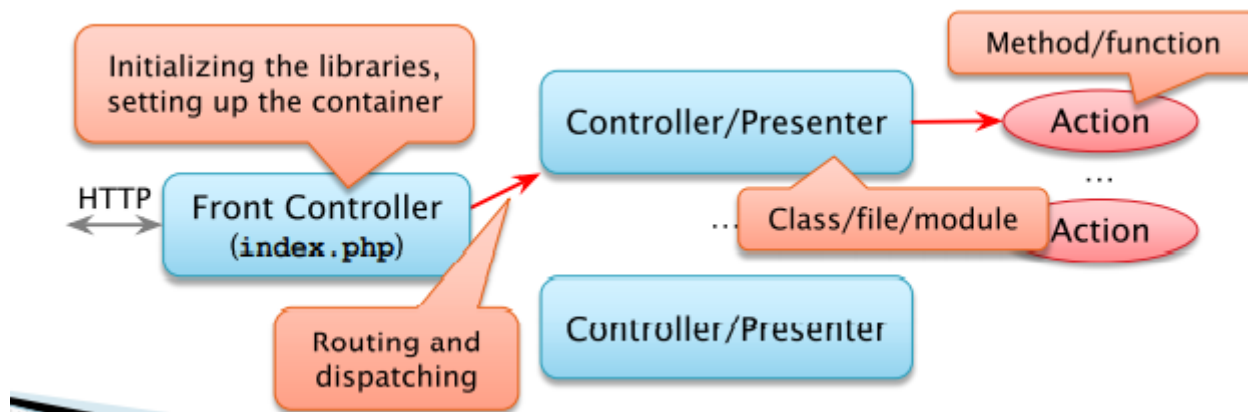 Initializing the libraries,
setting up the container
Method/function
Controller/Presenter
Action
...
HTTP
Front Controller
(index.php)
...
Class/file/module
Action
Routing and
dispatching
Controller/Presenter